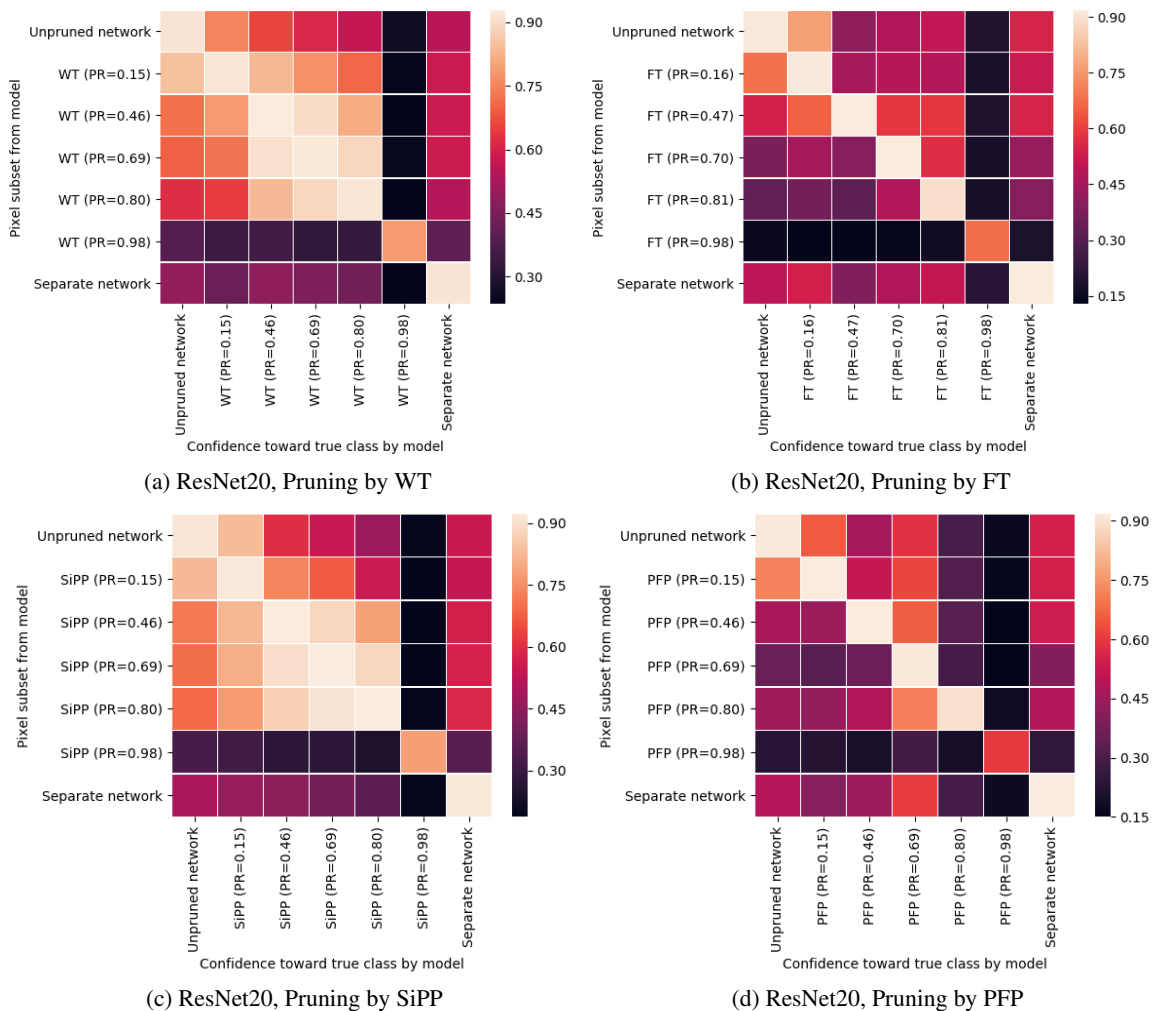 Pixel subset from model
Unpruned network
WT (PR=0.15)
WT (PR=0.46)
WT (PR=0.69)
WT (PR=0.80)
WT (PR=0.98)
Separate network
Unpruned network
WT (PR=0.15)
WT (PR=0.46)
WT (PR=0.69)
WT (PR=0.80)
WT (PR=0.98)
Separate network
Confidence toward true class by model
0.90
0.75
0.60
0.45
0.30
(a) ResNet20, Pruning by WT
Pixel subset from model
Unpruned network
FT (PR=0.16)
FT (PR=0.47)
FT (PR=0.70)
FT (PR=0.81)
FT (PR=0.98)
Separate network
Unpruned network
FT (PR=0.16)
FT (PR=0.47)
FT (PR=0.70)
FT (PR=0.81)
FT (PR=0.98)
Separate network
Confidence toward true class by model
0.90
0.75
0.60
0.45
0.30
0.15
(b) ResNet20, Pruning by FT
Pixel subset from model
Unpruned network
SiPP (PR=0.15)
SiPP (PR=0.46)
SiPP (PR=0.69)
SiPP (PR=0.80)
SiPP (PR=0.98)
Separate network
Unpruned network
SiPP (PR=0.15)
SiPP (PR=0.46)
SiPP (PR=0.69)
SiPP (PR=0.80)
SiPP (PR=0.98)
Separate network
Confidence toward true class by model
0.90
0.75
0.60
0.45
0.30
(c) ResNet20, Pruning by SiPP
Pixel subset from model
Unpruned network
PFP (PR=0.15)
PFP (PR=0.46)
PFP (PR=0.69)
PFP (PR=0.80)
PFP (PR=0.98)
Separate network
Unpruned network
PFP (PR=0.15)
PFP (PR=0.46)
PFP (PR=0.69)
PFP (PR=0.80)
PFP (PR=0.98)
Separate network
Confidence toward true class by model
0.90
0.75
0.60
0.45
0.30
0.15
(d) ResNet20, Pruning by PFP